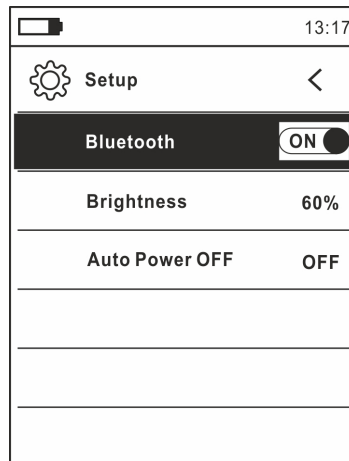 13:17
Setup <
Bluetooth ON
Brightness 60%
Auto Power OFF OFF